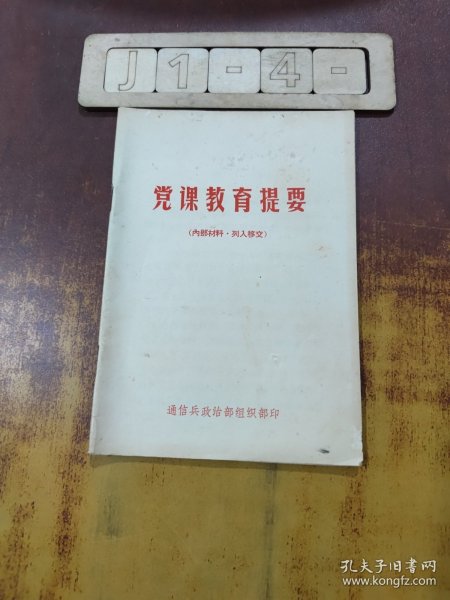 J1-4-
党课教育提要
(内部材料·列入移交)
通信兵政治部组织部印
孔夫子旧书网
www.kongfz.com